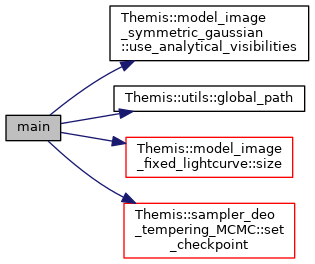 Themis::model_image
_symmetric_gaussian
::use_analytical_visibilities
main
Themis::utils::global_path
Themis::model_image
_fixed_lightcurve::size
Themis::sampler_deo
_tempering_MCMC::set
_checkpoint